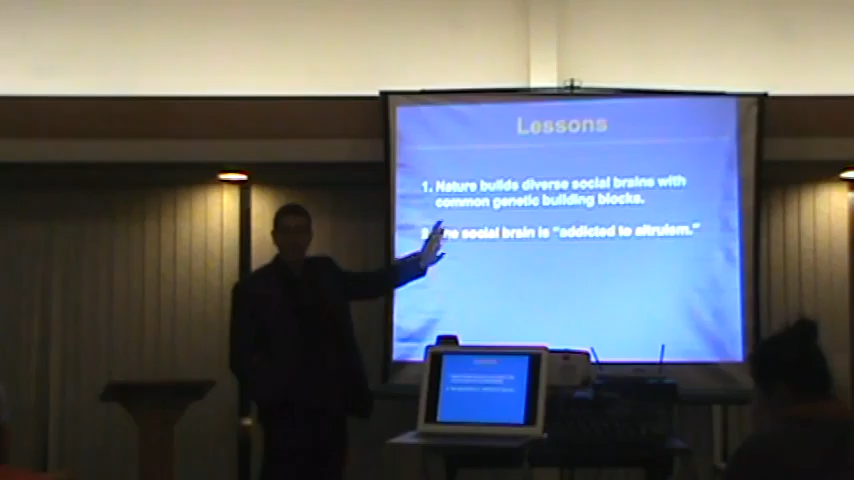 Lessons
1. Nature builds diverse social brains with
common genetic building blocks.
social brain is "addicted to altruism."